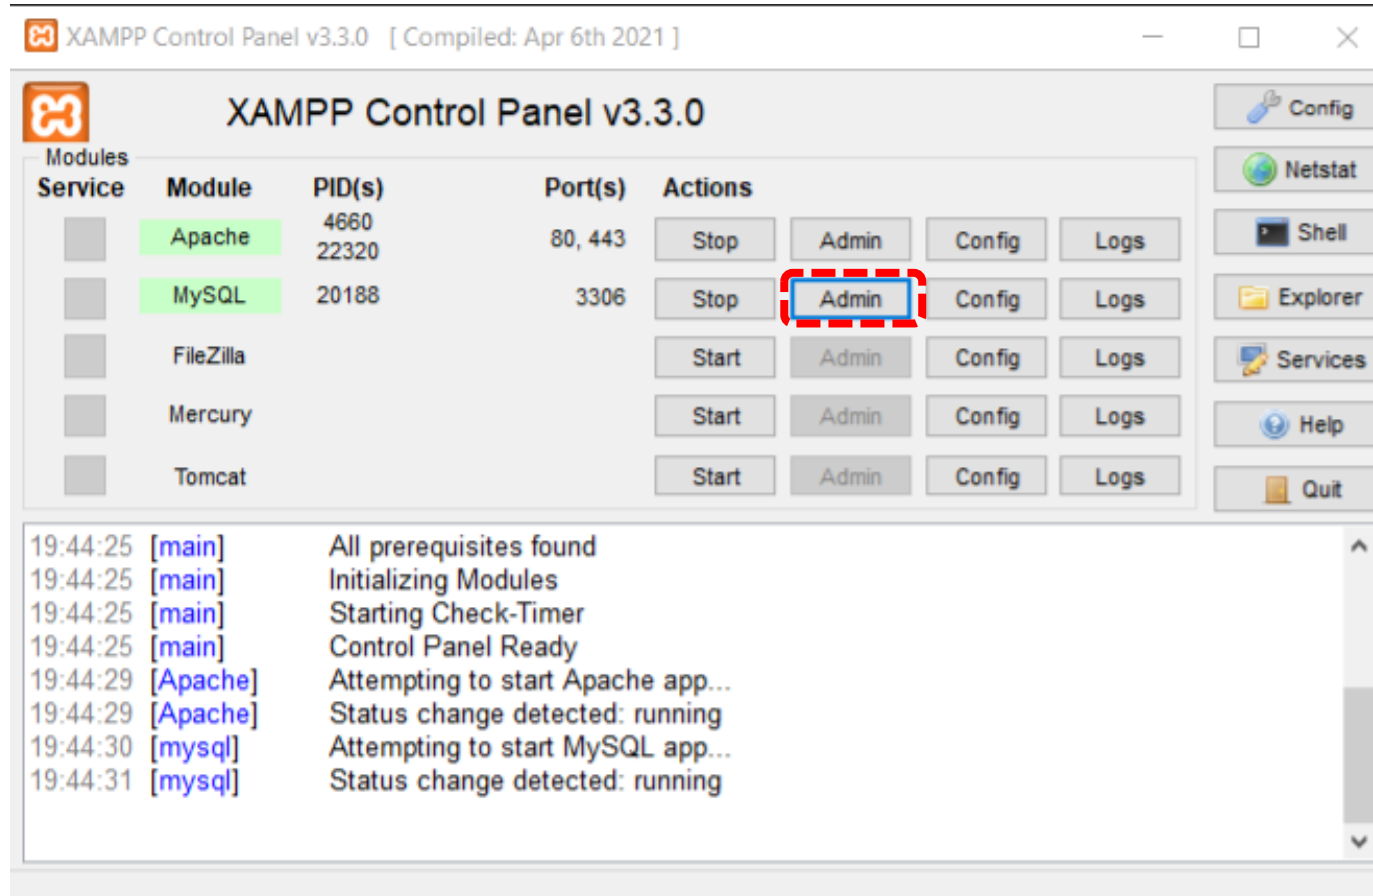 XAMPP Control Panel v3.3.0 [ Compiled: Apr 6th 2021 ]
XAMPP Control Panel v3.3.0
Config
Modules
Netstat
Service Module PID(s) Port(s) Actions
Apache 4660 22320 80, 443 Stop Admin Config Logs
Shell
MySQL 20188 3306 Stop Admin Config Logs
Explorer
FileZilla Start Admin Config Logs
Services
Mercury Start Admin Config Logs
Help
Tomcat Start Admin Config Logs
Quit
19:44:25 [main] All prerequisites found
19:44:25 [main] Initializing Modules
19:44:25 [main] Starting Check-Timer
19:44:25 [main] Control Panel Ready
19:44:29 [Apache] Attempting to start Apache app...
19:44:29 [Apache] Status change detected: running
19:44:30 [mysql] Attempting to start MySQL app...
19:44:31 [mysql] Status change detected: running